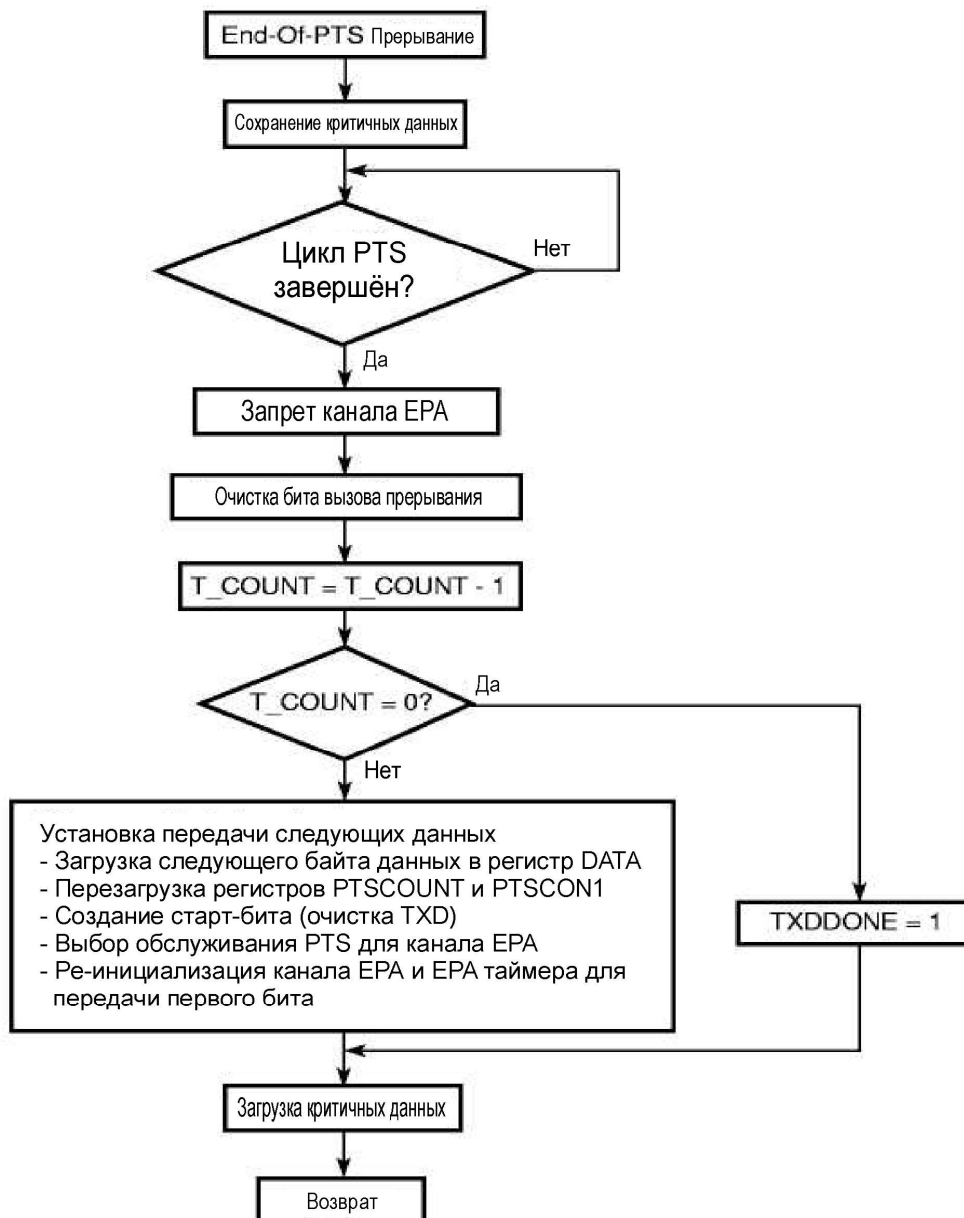 End-Of-PTS Прерывание
Сохранение критичных данных
Цикл PTS
завершён?
Нет
Да
Запрет канала EPA
Очистка бита вызова прерывания
T_COUNT = T_COUNT - 1
T_COUNT = 0?
Да
Нет
Установка передачи следующих данных
- Загрузка следующего байта данных в регистр DATA
- Перезагрузка регистров PTSCOUNT и PTSCON1
- Создание старт-бита (очистка TXD)
- Выбор обслуживания PTS для канала EPA
- Ре-инициализация канала EPA и EPA таймера для
передачи первого бита
TXDDONE = 1
Загрузка критичных данных
Возврат